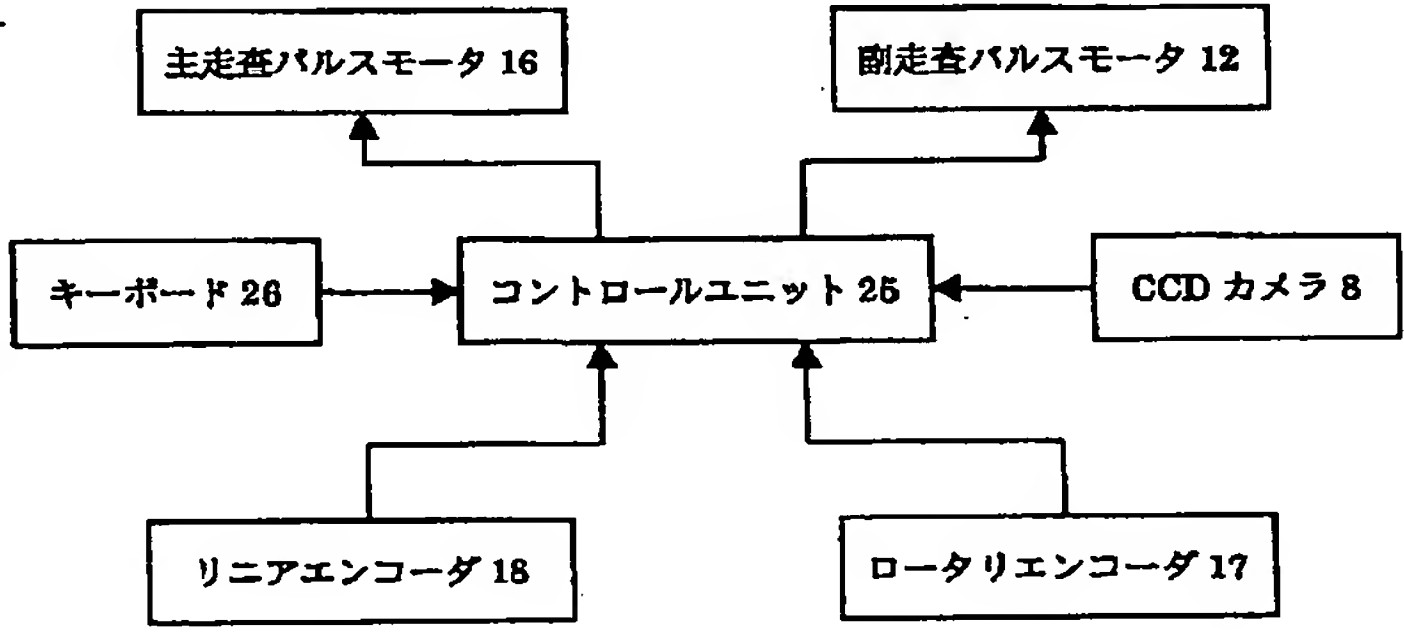 主走査パルスモータ 16
副走査パルスモータ 12
キーボード 26
コントロールユニット 25
CCD カメラ 8
リニアエンコーダ 18
ロータリエンコーダ 17